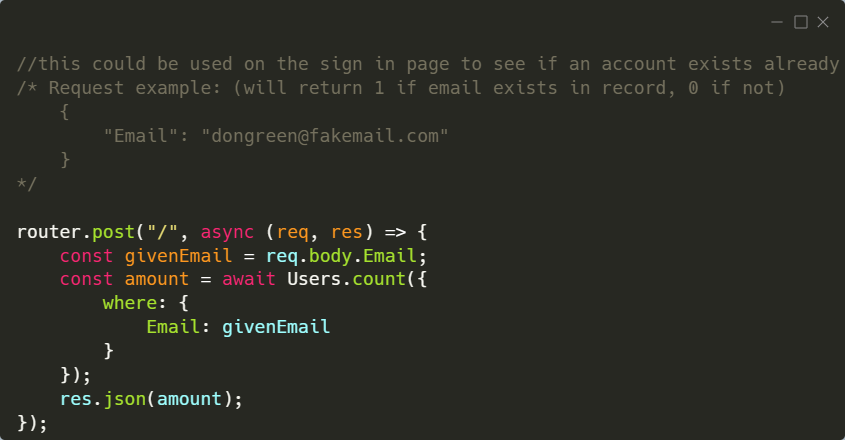 //this could be used on the sign in page to see if an account exists already
/* Request example: (will return 1 if email exists in record, 0 if not)
    {
        "Email": "dongreen@fakemail.com"
    }
*/

router.post("/", async (req, res) => {
    const givenEmail = req.body.Email;
    const amount = await Users.count({
        where: {
            Email: givenEmail
        }
    });
    res.json(amount);
});